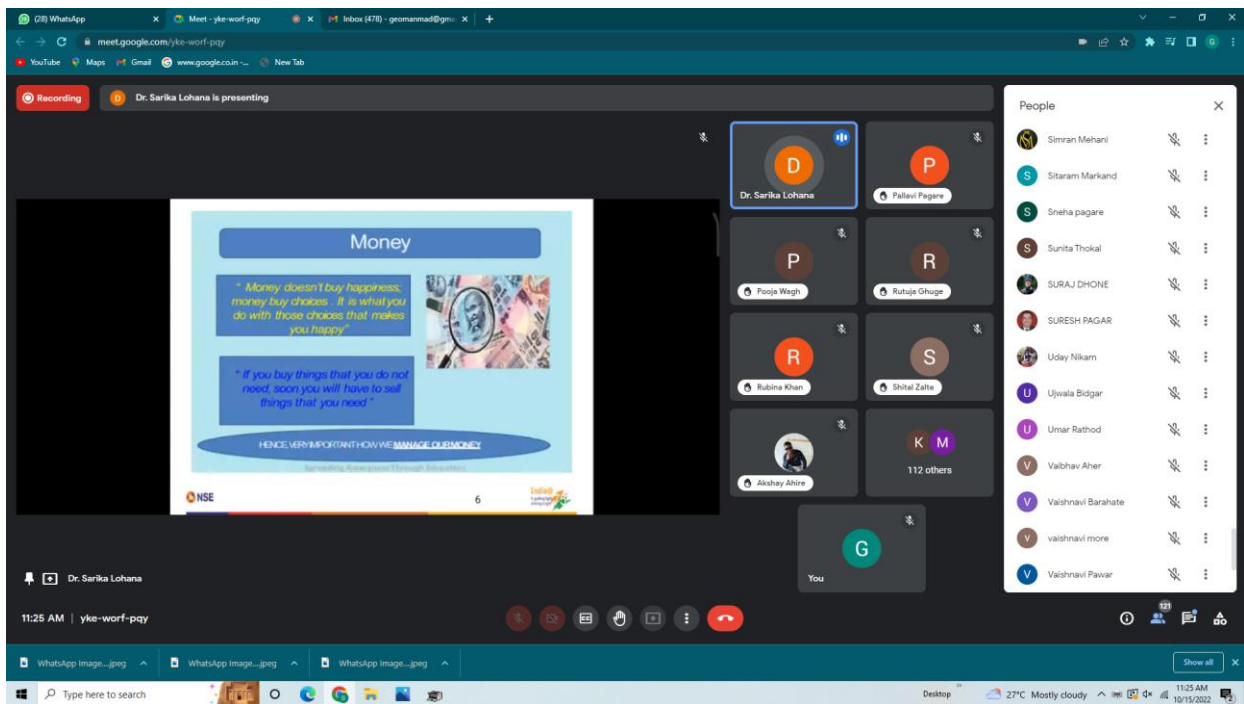 (28) WhatsApp
Meet - yke-worf-pqy
Inbox (478) - geomanmad@gm
meet.google.com/yke-worf-pqy
YouTube
Maps
Gmail
www.google.co.in -...
New Tab
Recording
D
Dr. Sarika Lohana is presenting
Money
" Money doesn't buy happiness;
money buy choices . It is what you
do with those choices that makes
you happy"
" If you buy things that you do not
need, soon you will have to sell
things that you need "
HENCE, VERY IMPORTANT HOW WE MANAGE OUR MONEY
Spreading Awareness Through Education
NSE
6
D
Dr. Sarika Lohana
P
Pallavi Pagare
P
Pooja Wagh
R
Rutuja Ghuge
R
Rubina Khan
S
Shital Zalte
Akshay Ahire
K M
112 others
G
You
People
Simran Mehani
S
Sitaram Markand
S
Sneha pagare
S
Sunita Thokal
SURAJ DHONE
SURESH PAGAR
Uday Nikam
U
Ujwala Bidgar
U
Umar Rathod
V
Vaibhav Aher
V
Vaishnavi Barahate
v
vaishnavi more
V
Vaishnavi Pawar
Dr. Sarika Lohana
11:25 AM | yke-worf-pqy
121
WhatsApp Image....jpeg
WhatsApp Image....jpeg
WhatsApp Image....jpeg
Show all
Type here to search
Desktop
27°C Mostly cloudy
11:25 AM
10/15/2022
2